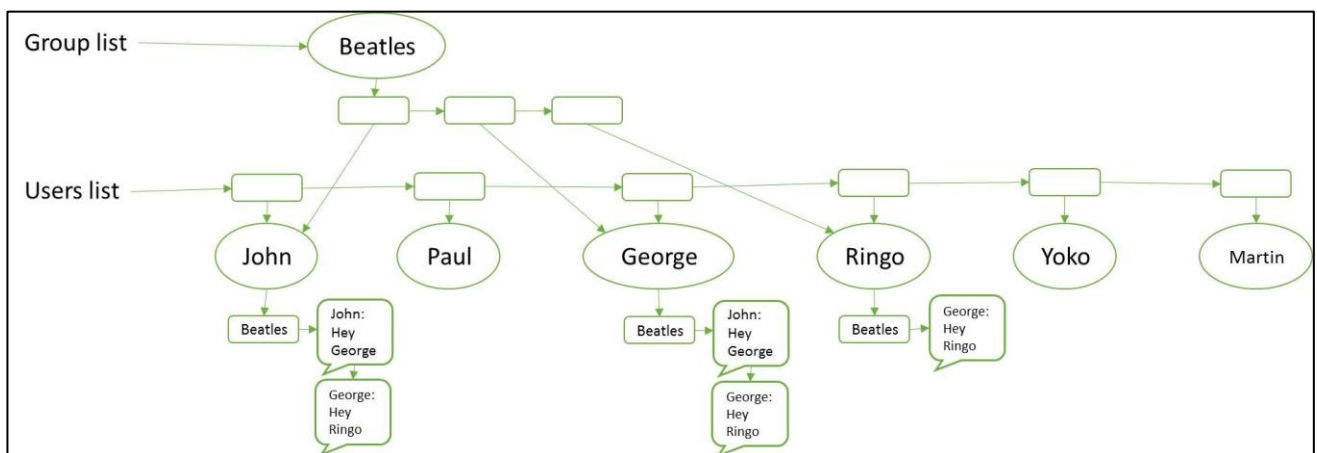 Group list
Beatles
Users list
John
Paul
George
Ringo
Yoko
Martin
Beatles
John:
Hey
George
George:
Hey
Ringo
Beatles
John:
Hey
George
George:
Hey
Ringo
Beatles
George:
Hey
Ringo